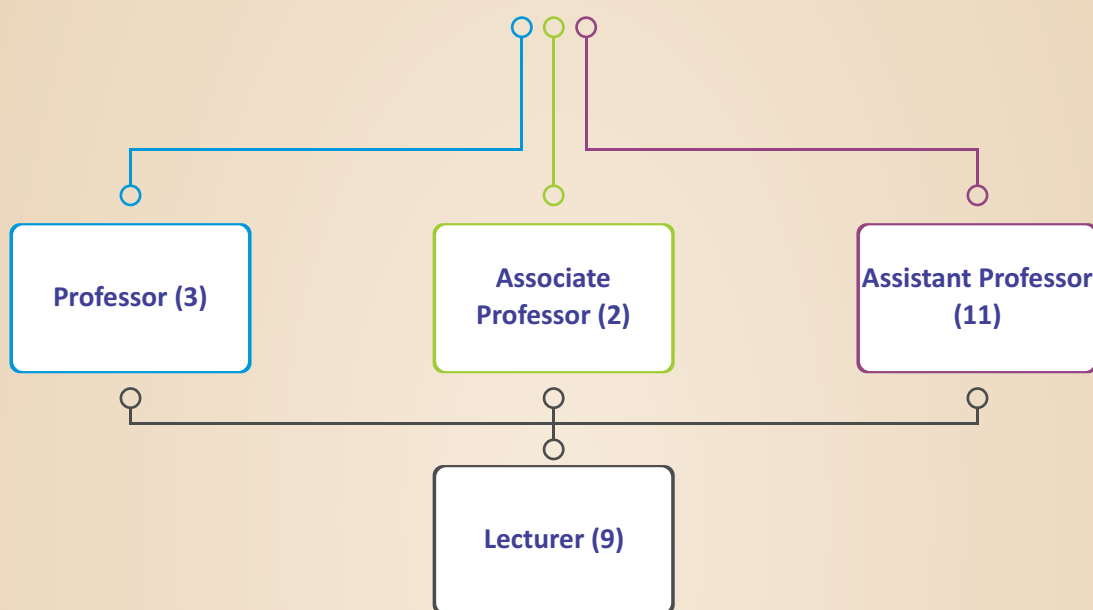 Professor (3)
Associate
Professor (2)
Assistant Professor
(11)
Lecturer (9)